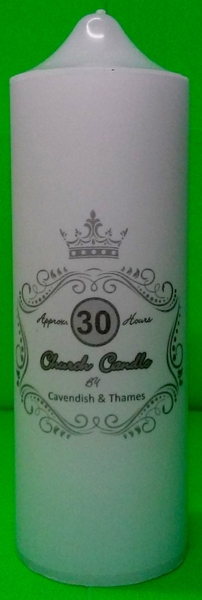 Approx. 30 Hours
Church Candle
BY
Cavendish & Thames